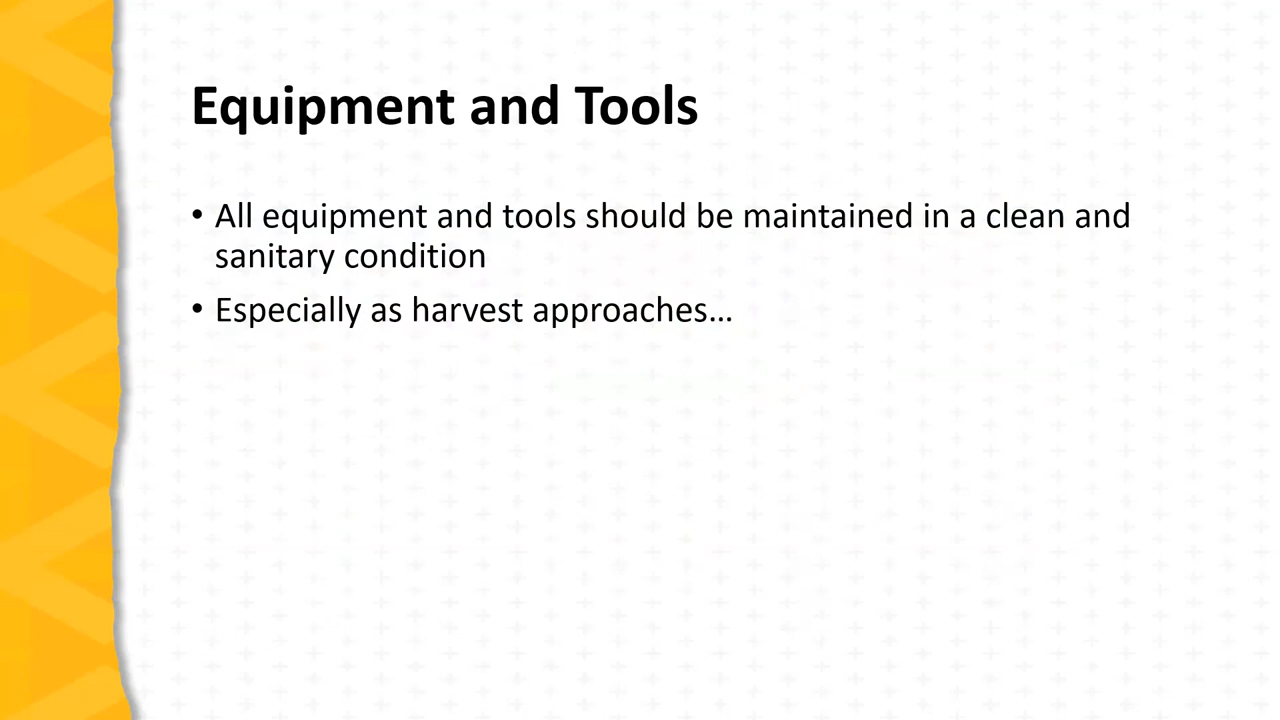 Equipment and Tools
• All equipment and tools should be maintained in a clean and
sanitary condition
• Especially as harvest approaches…